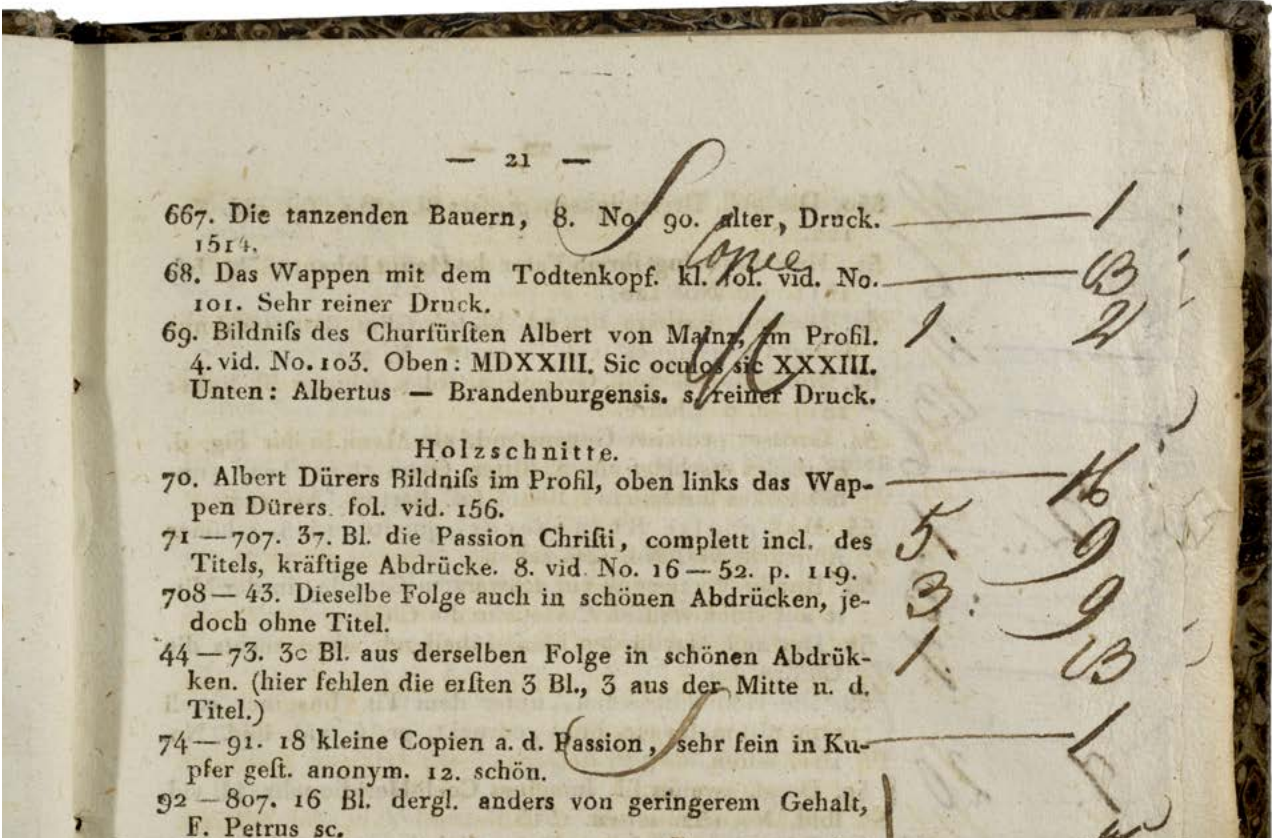 — 21 —
667. Die tanzenden Bauern, 8. No. 90. alter, Druck. — 1
1514.
Copie
68. Das Wappen mit dem Todtenkopf. kl. fol. vid. No. —
101. Sehr reiner Druck.
69. Bildniſs des Churfürſten Albert von Mainz, im Profil. 1. 2
4. vid. No. 103. Oben: MDXXIII. Sic oculos sic XXXIII.
Unten: Albertus — Brandenburgensis. s. reiner Druck.
Holzschnitte.
70. Albert Dürers Bildniſs im Profil, oben links das Wap- — 16
pen Dürers. fol. vid. 156.
71 — 707. 37. Bl. die Passion Chriſti, complett incl. des 5. 9
Titels, kräftige Abdrücke. 8. vid. No. 16 — 52. p. 119.
708 — 43. Dieselbe Folge auch in schönen Abdrücken, je- 3: 9
doch ohne Titel.
44 — 73. 30 Bl. aus derselben Folge in schönen Abdrük- 1.
ken. (hier fehlen die erſten 3 Bl., 3 aus der Mitte u. d.
Titel.)
74 — 91. 18 kleine Copien a. d. Passion, sehr fein in Ku- — 1
pfer geſt. anonym. 12. schön.
92 — 807. 16 Bl. dergl. anders von geringerem Gehalt,
F. Petrus sc.